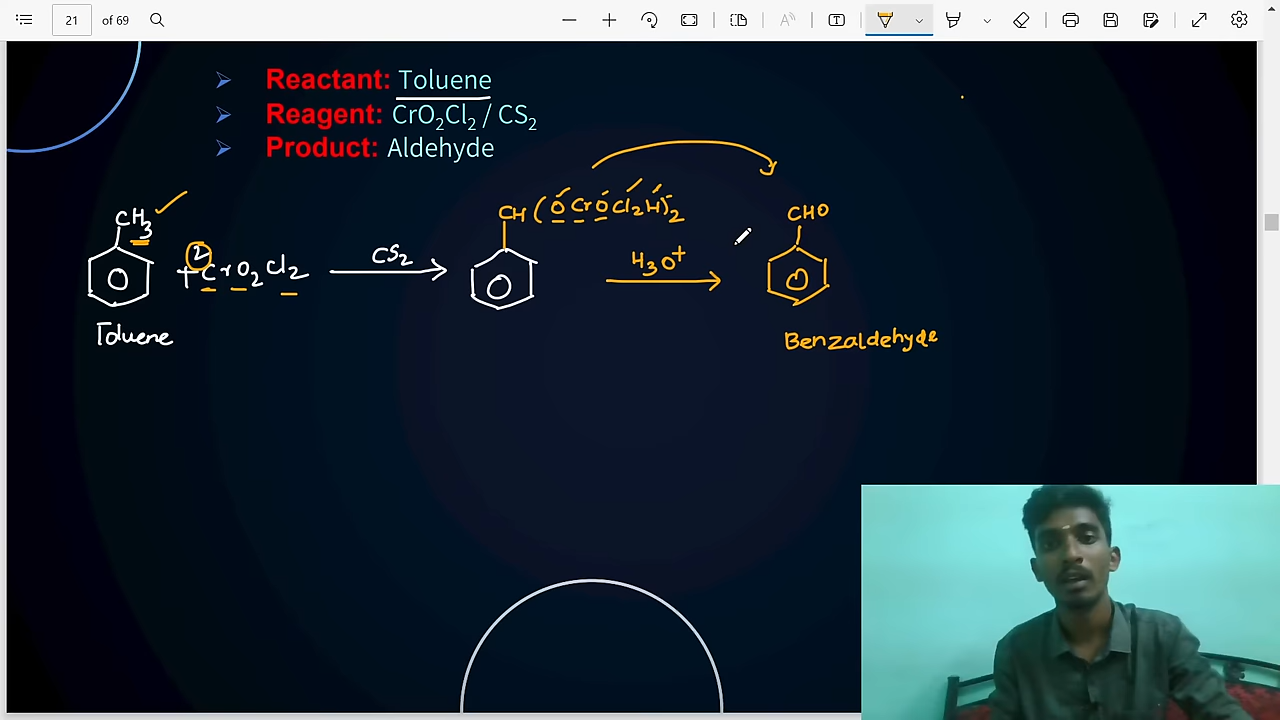 21 of 69
Reactant: Toluene
Reagent: CrO2Cl2 / CS2
Product: Aldehyde
CH3
CH(OCrOCl2H)2
CHO
+ 2 CrO2Cl2
CS2
H3O+
Toluene
Benzaldehyde